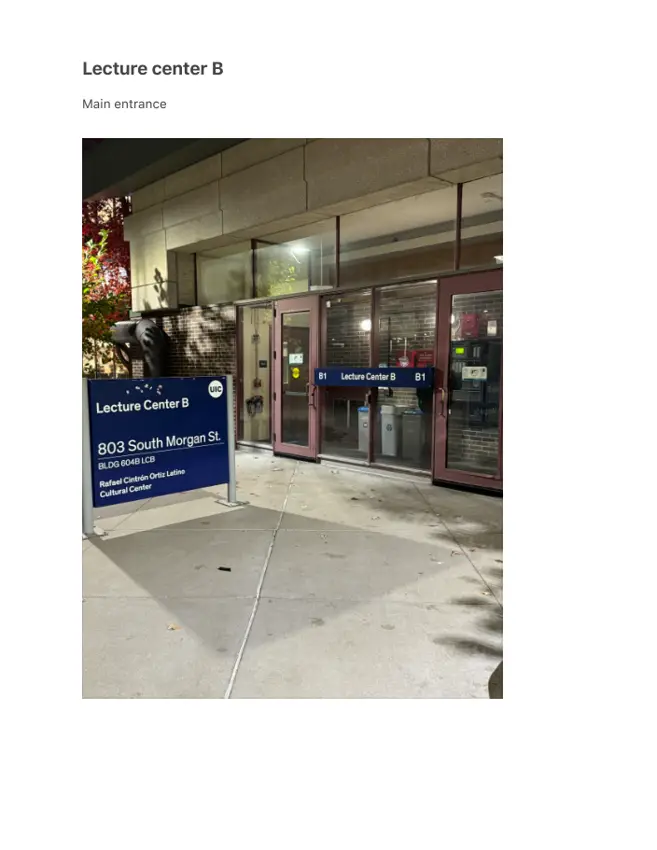 Lecture center B
Main entrance
UIC
Lecture Center B
803 South Morgan St.
BLDG 604B LCB
Rafael Cintrón Ortiz Latino
Cultural Center
B1 Lecture Center B B1